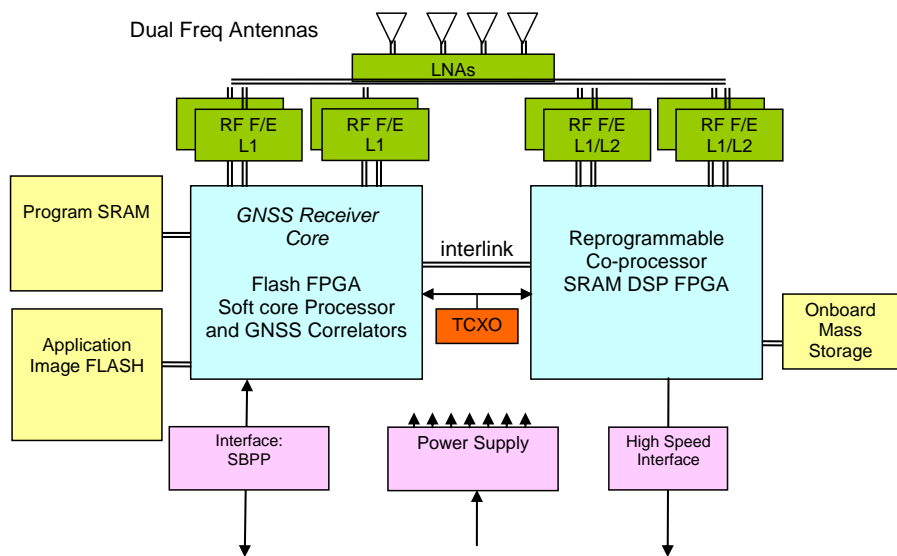 Dual Freq Antennas
LNAs
RF F/E
L1
RF F/E
L1
RF F/E
L1/L2
RF F/E
L1/L2
Program SRAM
GNSS Receiver
Core
Flash FPGA
Soft core Processor
and GNSS Correlators
interlink
TCXO
Reprogrammable
Co-processor
SRAM DSP FPGA
Onboard
Mass
Storage
Application
Image FLASH
Interface:
SBPP
Power Supply
High Speed
Interface